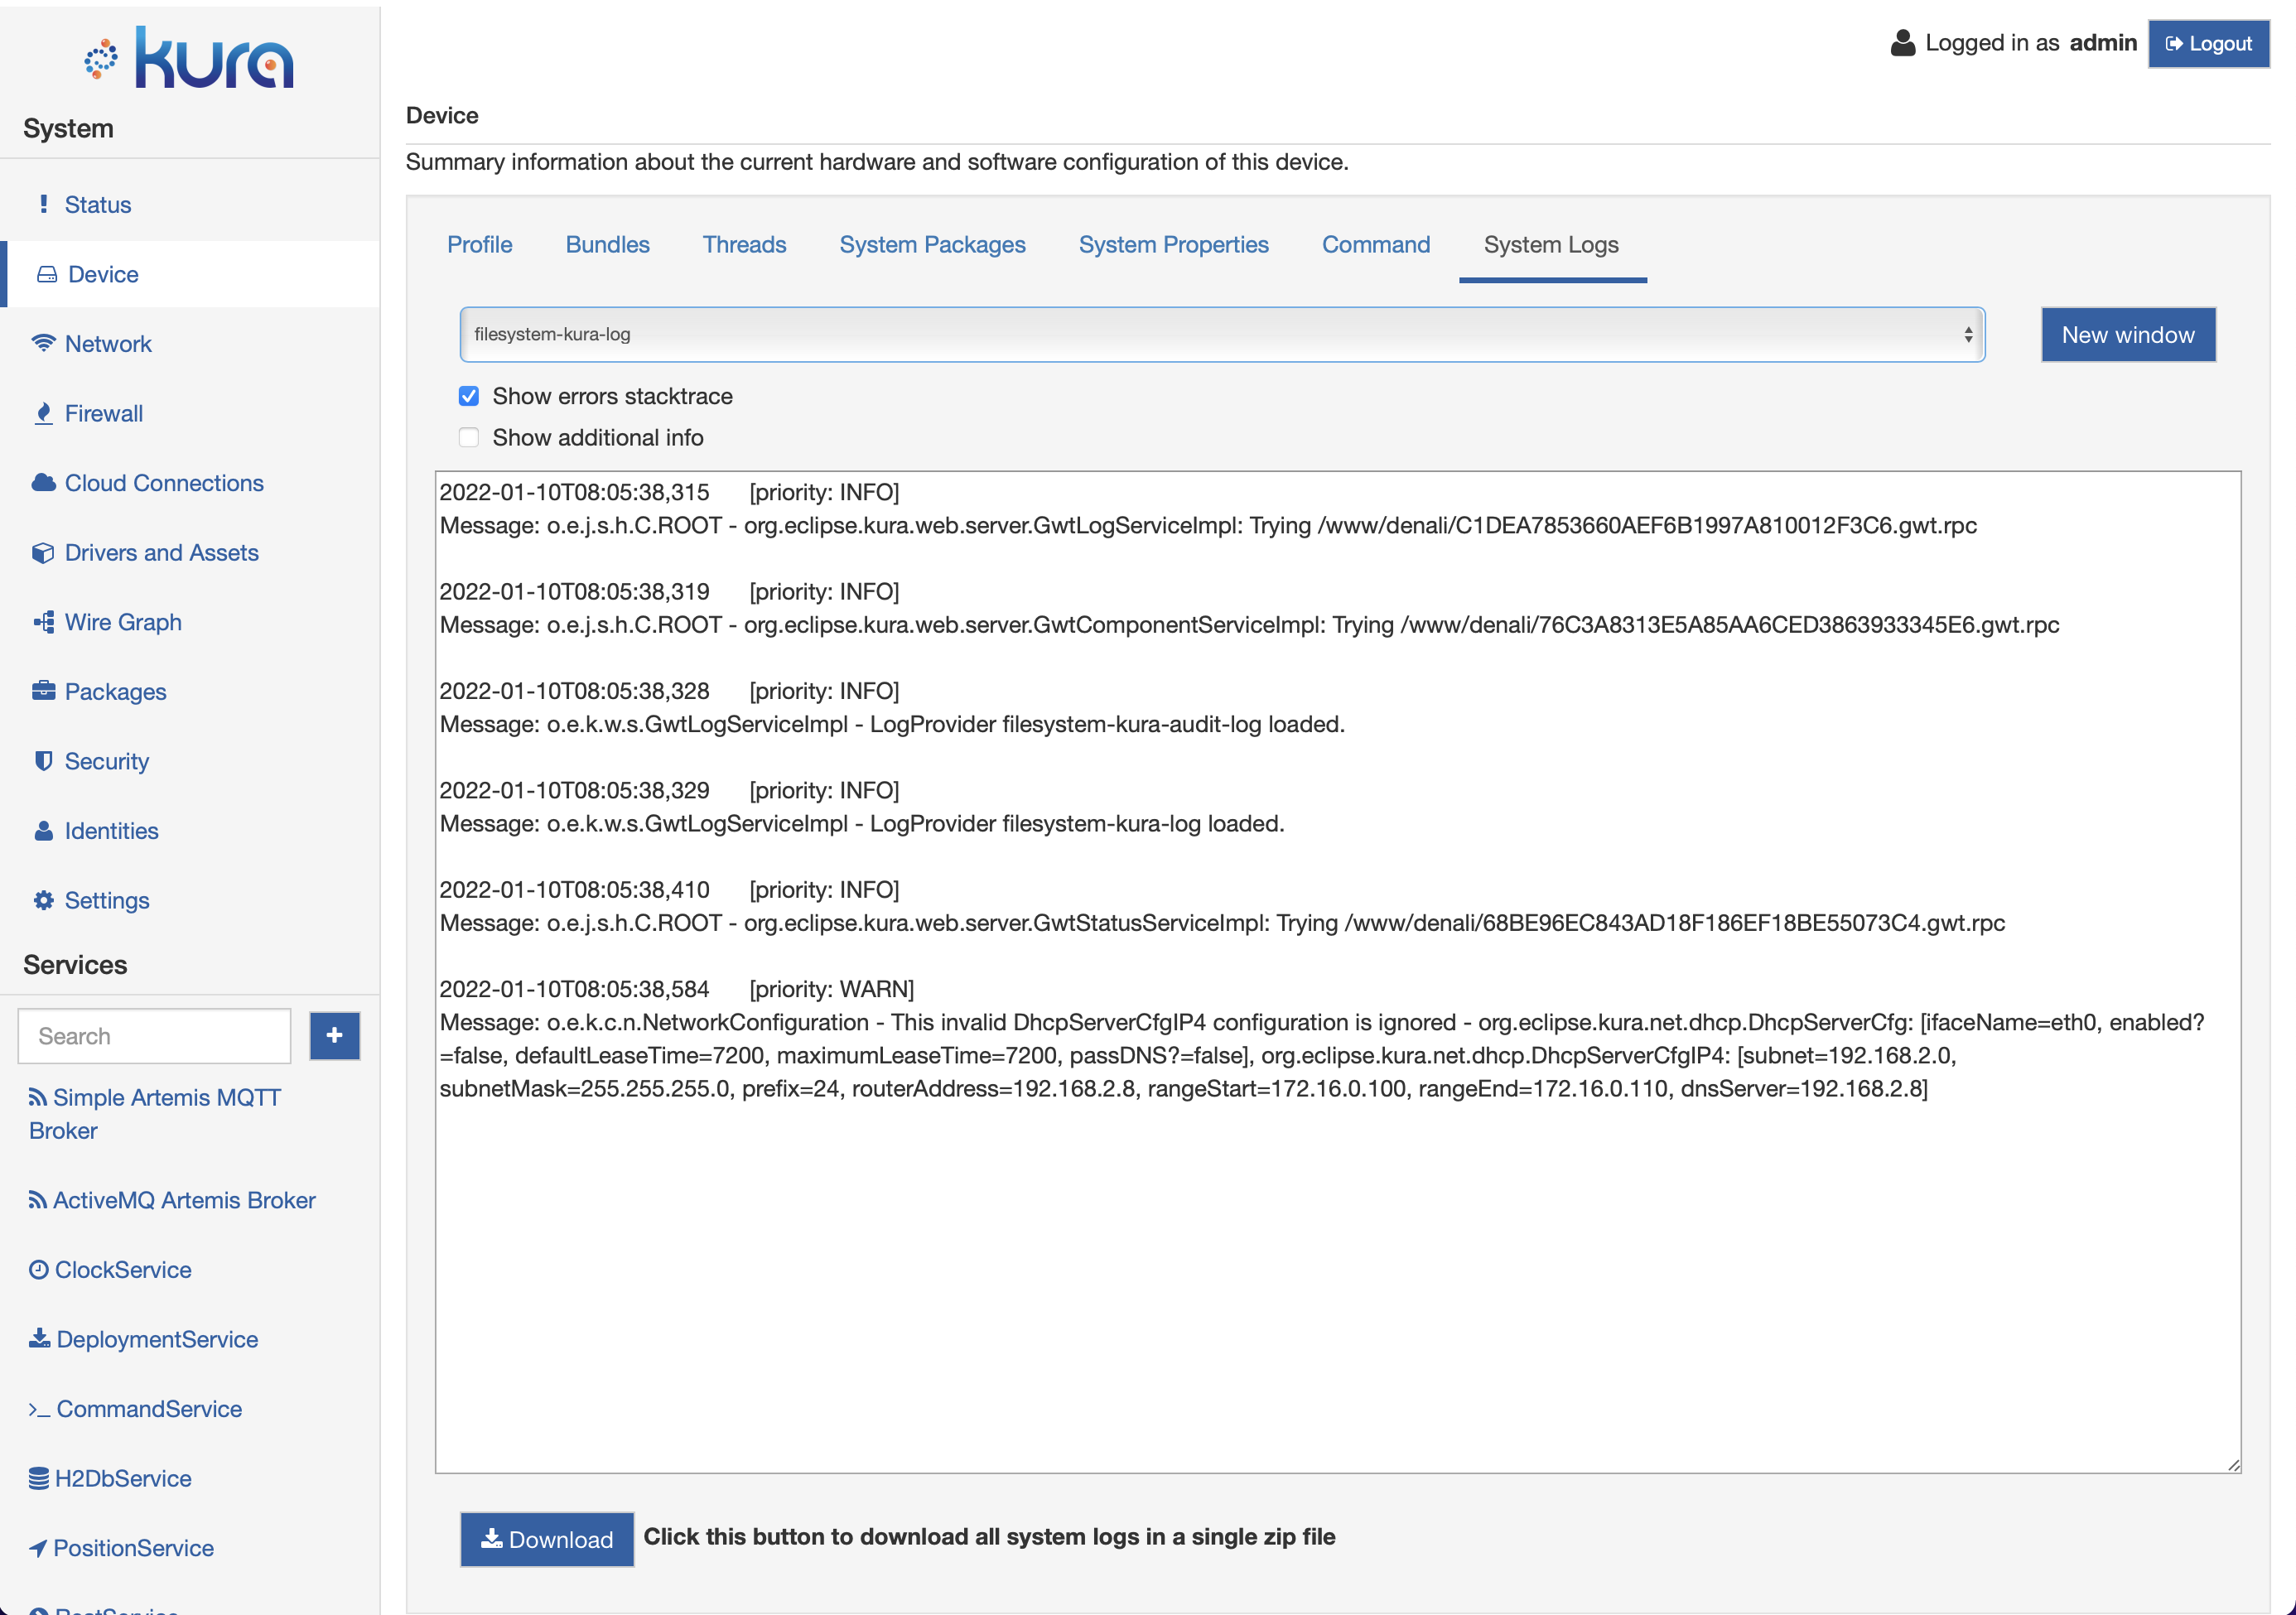 kura
System
Status
Device
Network
Firewall
Cloud Connections
Drivers and Assets
Wire Graph
Packages
Security
Identities
Settings
Services
Search
+
Simple Artemis MQTT
Broker
ActiveMQ Artemis Broker
ClockService
DeploymentService
CommandService
H2DbService
PositionService
Logged in as admin
Logout
Device
Summary information about the current hardware and software configuration of this device.
Profile Bundles Threads System Packages System Properties Command System Logs
filesystem-kura-log
New window
Show errors stacktrace
Show additional info
2022-01-10T08:05:38,315 [priority: INFO]
Message: o.e.j.s.h.C.ROOT - org.eclipse.kura.web.server.GwtLogServiceImpl: Trying /www/denali/C1DEA7853660AEF6B1997A810012F3C6.gwt.rpc
2022-01-10T08:05:38,319 [priority: INFO]
Message: o.e.j.s.h.C.ROOT - org.eclipse.kura.web.server.GwtComponentServiceImpl: Trying /www/denali/76C3A8313E5A85AA6CED3863933345E6.gwt.rpc
2022-01-10T08:05:38,328 [priority: INFO]
Message: o.e.k.w.s.GwtLogServiceImpl - LogProvider filesystem-kura-audit-log loaded.
2022-01-10T08:05:38,329 [priority: INFO]
Message: o.e.k.w.s.GwtLogServiceImpl - LogProvider filesystem-kura-log loaded.
2022-01-10T08:05:38,410 [priority: INFO]
Message: o.e.j.s.h.C.ROOT - org.eclipse.kura.web.server.GwtStatusServiceImpl: Trying /www/denali/68BE96EC843AD18F186EF18BE55073C4.gwt.rpc
2022-01-10T08:05:38,584 [priority: WARN]
Message: o.e.k.c.n.NetworkConfiguration - This invalid DhcpServerCfgIP4 configuration is ignored - org.eclipse.kura.net.dhcp.DhcpServerCfg: [ifaceName=eth0, enabled?
=false, defaultLeaseTime=7200, maximumLeaseTime=7200, passDNS?=false], org.eclipse.kura.net.dhcp.DhcpServerCfgIP4: [subnet=192.168.2.0,
subnetMask=255.255.255.0, prefix=24, routerAddress=192.168.2.8, rangeStart=172.16.0.100, rangeEnd=172.16.0.110, dnsServer=192.168.2.8]
Download
Click this button to download all system logs in a single zip file